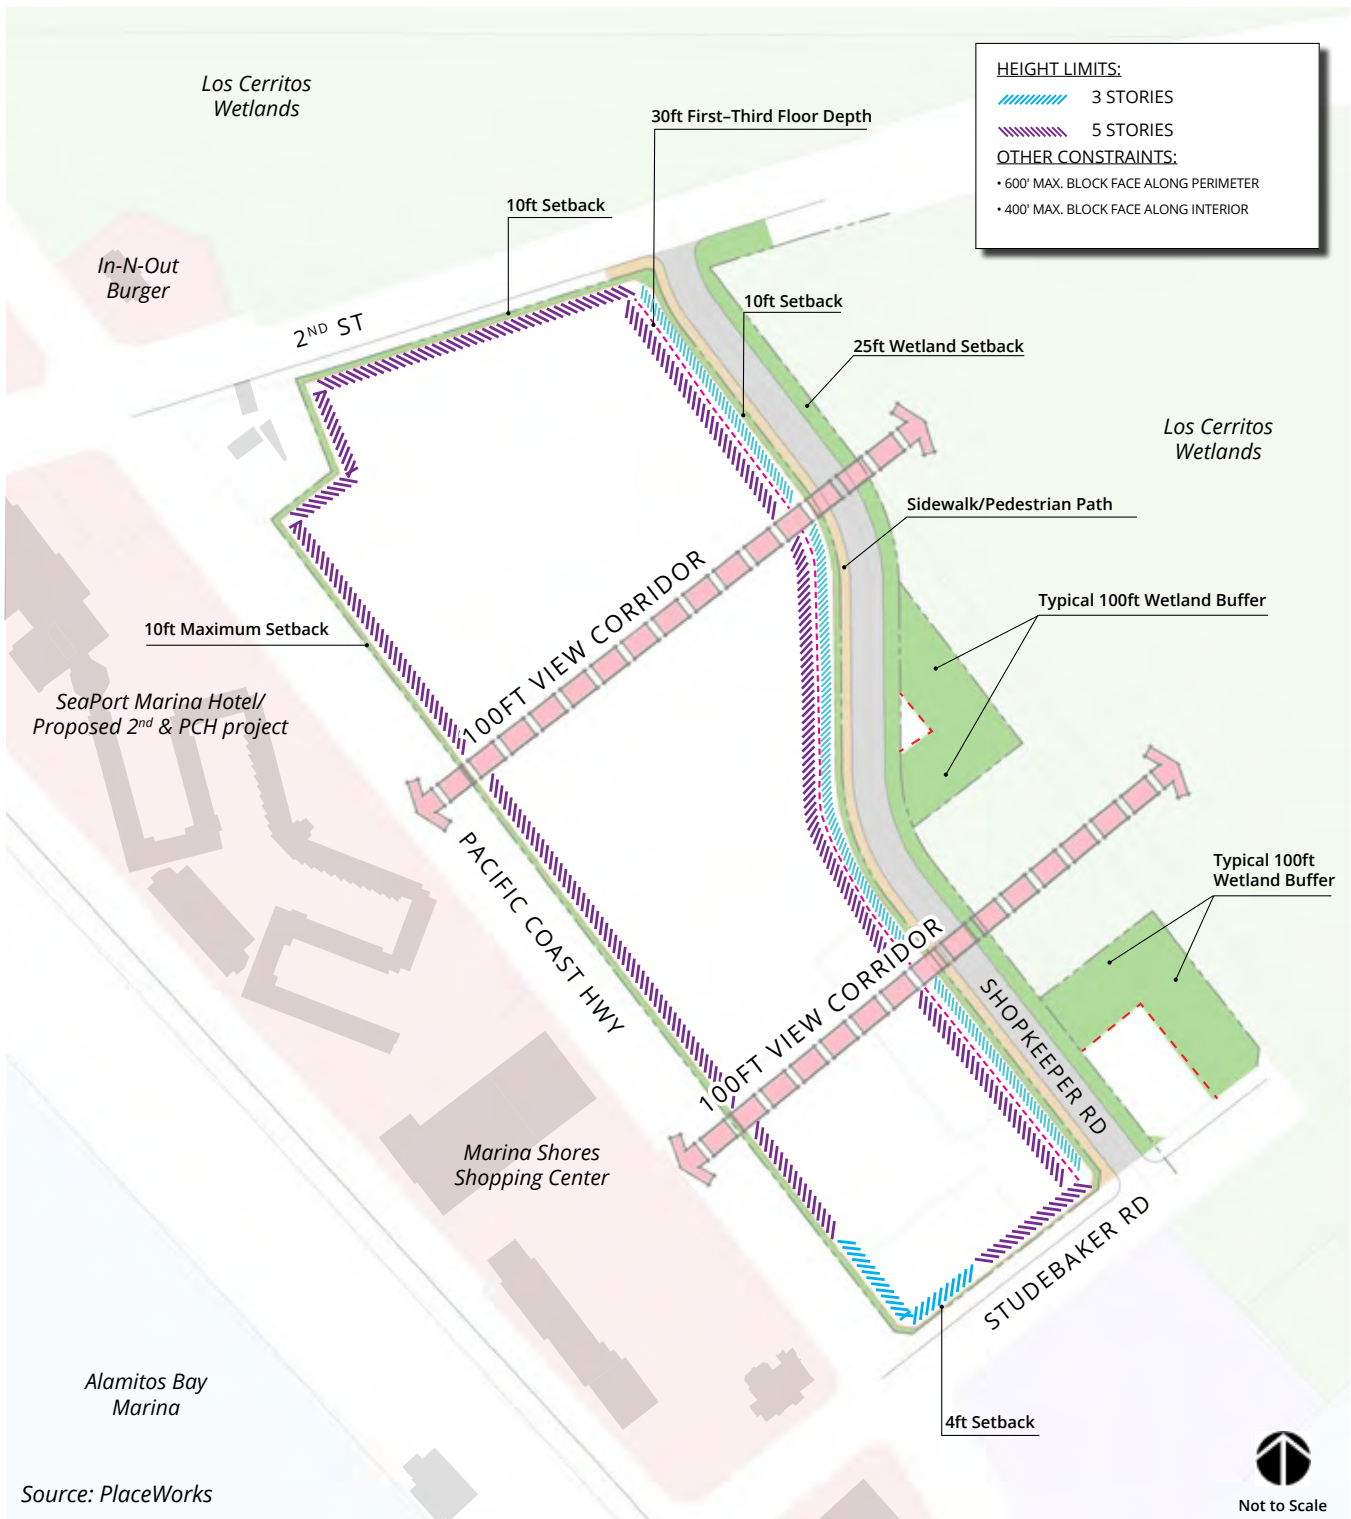 HEIGHT LIMITS:
3 STORIES
5 STORIES
OTHER CONSTRAINTS:
• 600' MAX. BLOCK FACE ALONG PERIMETER
• 400' MAX. BLOCK FACE ALONG INTERIOR
Los Cerritos
Wetlands
30ft First–Third Floor Depth
10ft Setback
In-N-Out
Burger
2ND ST
10ft Setback
25ft Wetland Setback
Los Cerritos
Wetlands
Sidewalk/Pedestrian Path
Typical 100ft Wetland Buffer
10ft Maximum Setback
100FT VIEW CORRIDOR
SeaPort Marina Hotel/
Proposed 2nd & PCH project
PACIFIC COAST HWY
Typical 100ft
Wetland Buffer
100FT VIEW CORRIDOR
SHOPKEEPER RD
Marina Shores
Shopping Center
STUDEBAKER RD
Alamitos Bay
Marina
4ft Setback
Source: PlaceWorks
Not to Scale